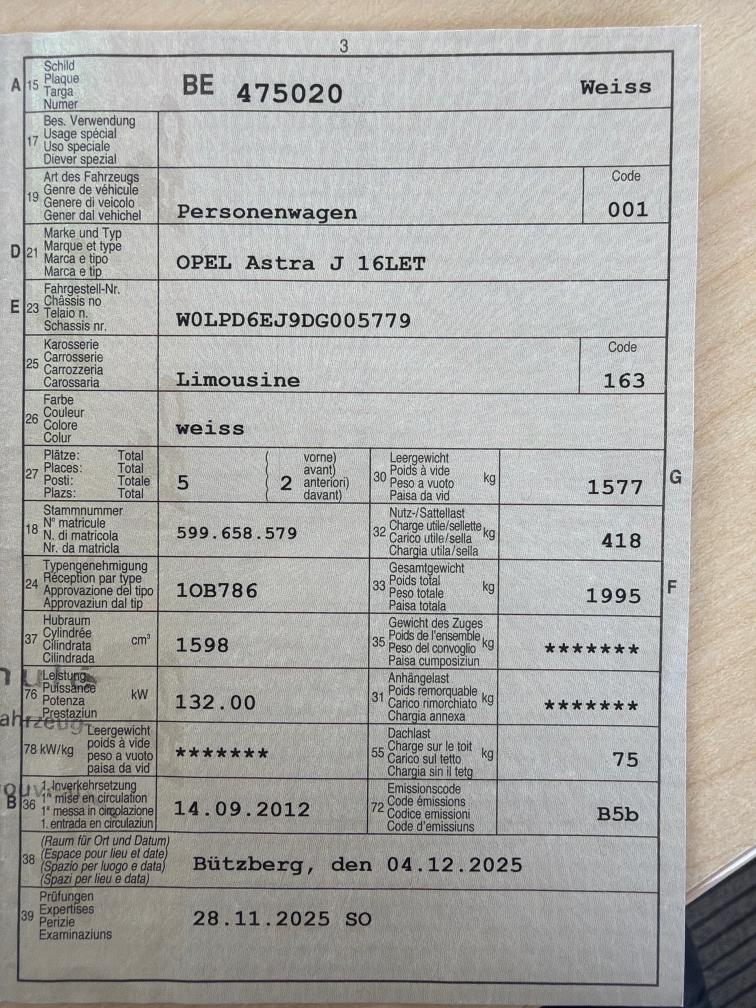 3
A 15 Schild
Plaque
Targa
Numer
BE 475020 Weiss
17 Bes. Verwendung
Usage spécial
Uso speciale
Diever spezial
19 Art des Fahrzeugs
Genre de véhicule
Genere di veicolo
Gener dal vehichel
Personenwagen
Code
001
D 21 Marke und Typ
Marque et type
Marca e tipo
Marca e tip
OPEL Astra J 16LET
E 23 Fahrgestell-Nr.
Châssis no
Telaio n.
Schassis nr.
W0LPD6EJ9DG005779
25 Karosserie
Carrosserie
Carrozzeria
Carossaria
Limousine
Code
163
26 Farbe
Couleur
Colore
Colur
weiss
27 Plätze: Total
Places: Total
Posti: Totale
Plazs: Total
5
( 2 vorne)
avant)
anteriori)
davant)
30 Leergewicht
Poids à vide
Peso a vuoto
Paisa da vid
kg
1577 G
18 Stammnummer
N° matricule
N. di matricola
Nr. da matricla
599.658.579
32 Nutz-/Sattellast
Charge utile/sellette
Carico utile/sella
Chargia utila/sella
kg
418
24 Typengenehmigung
Réception par type
Approvazione del tipo
Approvaziun dal tip
1OB786
33 Gesamtgewicht
Poids total
Peso totale
Paisa totala
kg
1995 F
37 Hubraum
Cylindrée
Cilindrata
Cilindrada
cm³
1598
35 Gewicht des Zuges
Poids de l'ensemble
Peso del convoglio
Paisa cumposiziun
kg
*******
76 Leistung
Puissance
Potenza
Prestaziun
kW
132.00
31 Anhängelast
Poids remorquable
Carico rimorchiato
Chargia annexa
kg
*******
78 kW/kg Leergewicht
poids à vide
peso a vuoto
paisa da vid
*******
55 Dachlast
Charge sur le toit
Carico sul tetto
Chargia sin il tetg
kg
75
B 36 1. Inverkehrsetzung
1re mise en circulation
1a messa in circolazione
1. entrada en circulaziun
14.09.2012
72 Emissionscode
Code émissions
Codice emissioni
Code d'emissiuns
B5b
38 (Raum für Ort und Datum)
(Espace pour lieu et date)
(Spazio per luogo e data)
(Spazi per lieu e data)
Bützberg, den 04.12.2025
39 Prüfungen
Expertises
Perizie
Examinaziuns
28.11.2025 SO